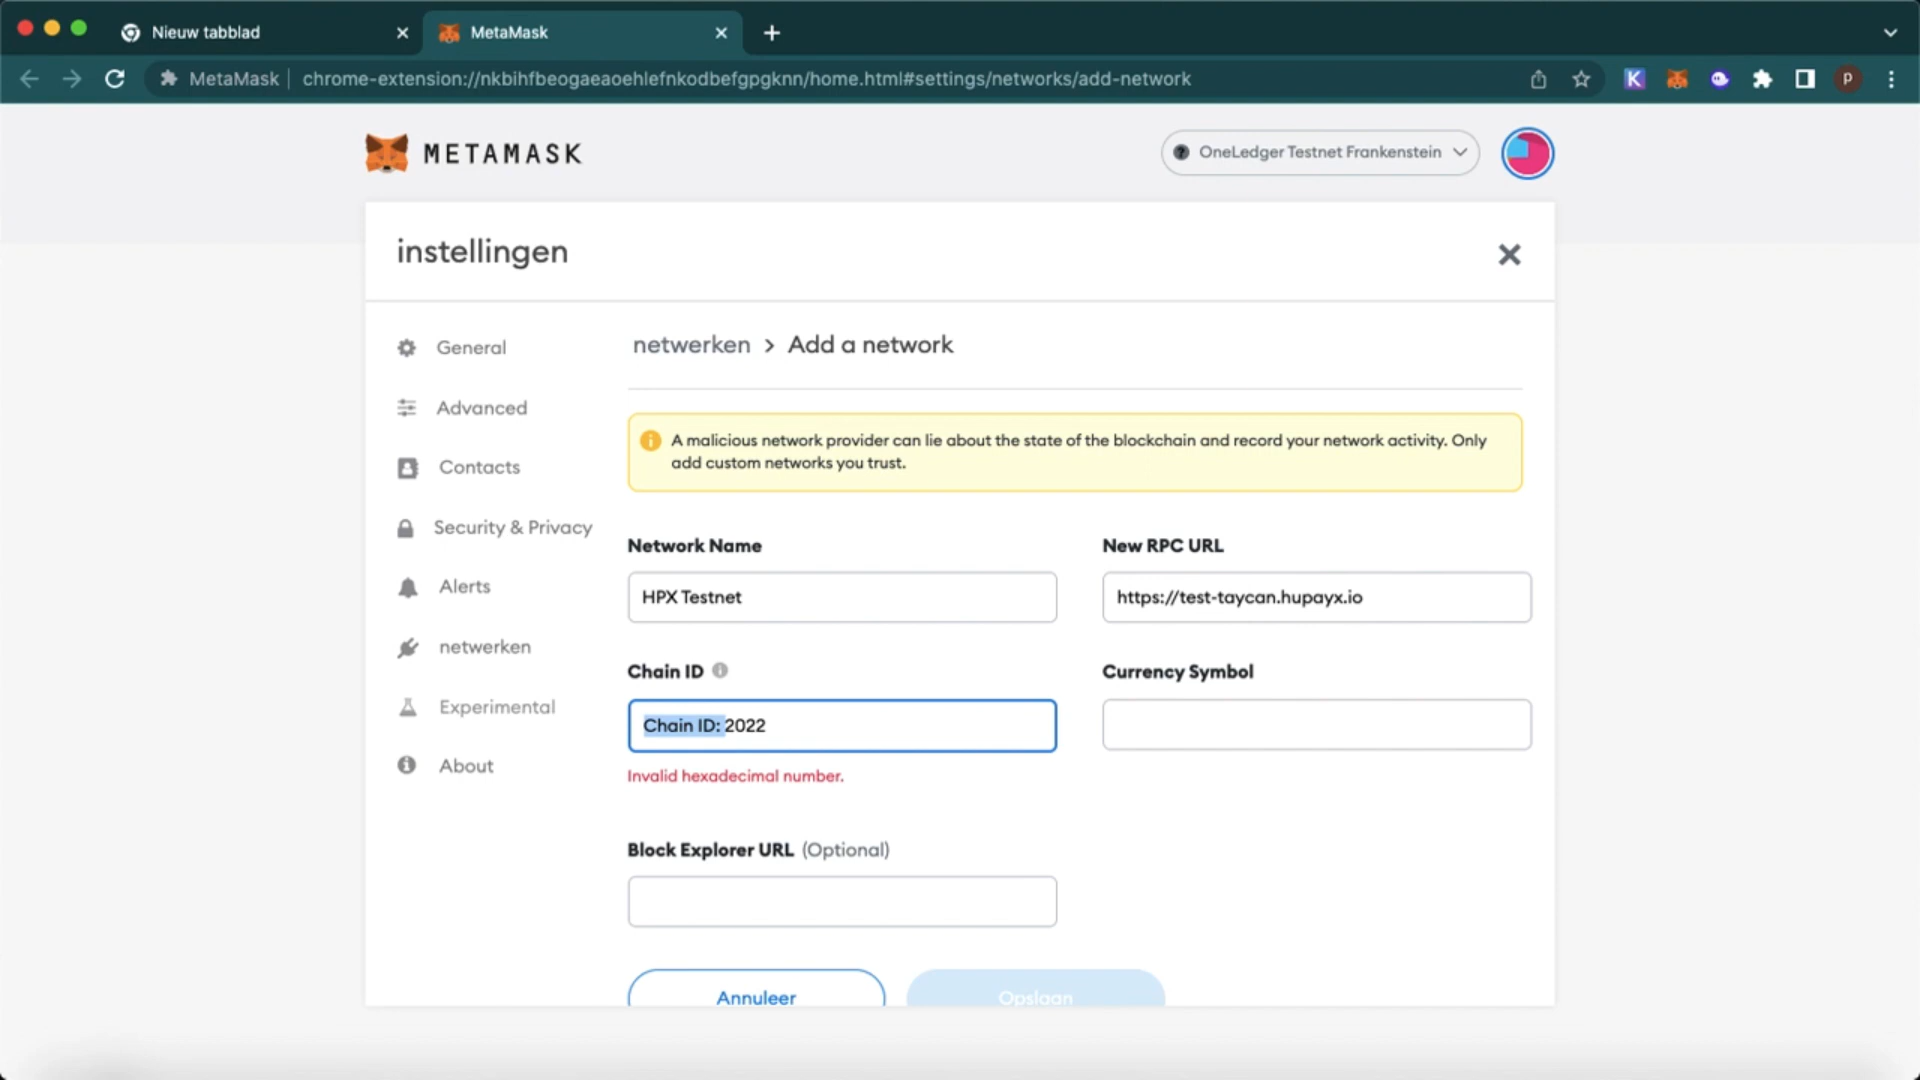 Nieuw tabblad
MetaMask
MetaMask
chrome-extension://nkbihfbeogaeaoehlefnkodbefgpgknn/home.html#settings/networks/add-network
K
P
METAMASK
OneLedger Testnet Frankenstein
instellingen
General
Advanced
Contacts
Security & Privacy
Alerts
netwerken
Experimental
About
netwerken > Add a network
A malicious network provider can lie about the state of the blockchain and record your network activity. Only
add custom networks you trust.
Network Name
HPX Testnet
New RPC URL
https://test-taycan.hupayx.io
Chain ID
Chain ID: 2022
Invalid hexadecimal number.
Currency Symbol
Block Explorer URL (Optional)
Annuleer
Opslaan